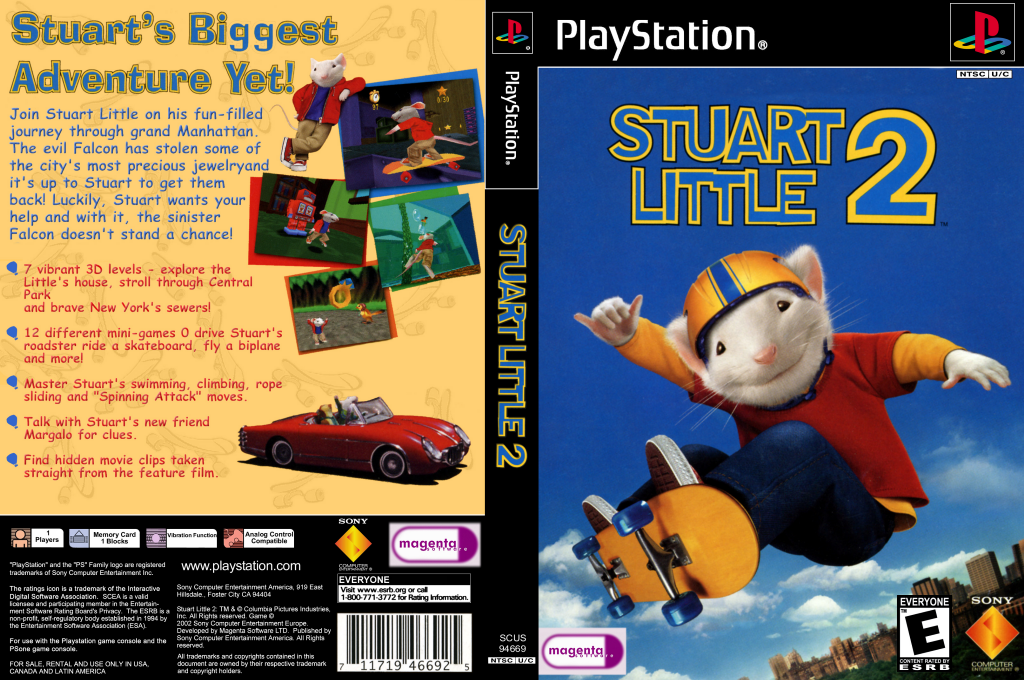 Stuart's Biggest
Adventure Yet!
Join Stuart Little on his fun-filled
journey through grand Manhattan.
The evil Falcon has stolen some of
the city's most precious jewelryand
it's up to Stuart to get them
back! Luckily, Stuart wants your
help and with it, the sinister
Falcon doesn't stand a chance!
7 vibrant 3D levels - explore the
Little's house, stroll through Central
Park
and brave New York's sewers!
12 different mini-games 0 drive Stuart's
roadster ride a skateboard, fly a biplane
and more!
Master Stuart's swimming, climbing, rope
sliding and "Spinning Attack" moves.
Talk with Stuart's new friend
Margalo for clues.
Find hidden movie clips taken
straight from the feature film.
1
Players
Memory Card
1 Blocks
Vibration Function
Analog Control
Compatible
"PlayStation" and the "PS" Family logo are registered
trademarks of Sony Computer Entertainment Inc.
The ratings icon is a trademark of the Interactive
Digital Software Association. SCEA is a valid
licensee and participating member in the Entertain-
ment Software Rating Board's Privacy. The ESRB is a
non-profit, self-regulatory body established in 1994 by
the Entertainment Software Association (ESA).
For use with the Playstation game console and the
PSone game console.
FOR SALE, RENTAL AND USE ONLY IN USA,
CANADA AND LATIN AMERICA
www.playstation.com
Sony Computer Entertainment America, 919 East
Hillsdale., Foster City CA 94404
Stuart Little 2: TM & © Columbia Pictures Industries,
Inc. All Rights reserved. Game ©
2002 Sony Computer Entertainment Europe.
Developed by Magenta Software LTD. Published by
Sony Computer Entertainment America. All Rights
reserved.
All trademarks and copyrights contained in this
document are owned by their respective trademark
and copyright holders.
SONY
COMPUTER
ENTERTAINMENT ®
magenta
software
EVERYONE
Visit www.esrb.org or call
1-800-771-3772 for Rating Information.
7 11719 46692 5
PlayStation®
STUART LITTLE 2
SCUS
94669
NTSC U/C
PlayStation®
NTSC U/C
STUART
LITTLE 2™
magenta
software
EVERYONE
E
CONTENT RATED BY
ESRB
SONY
COMPUTER
ENTERTAINMENT ®